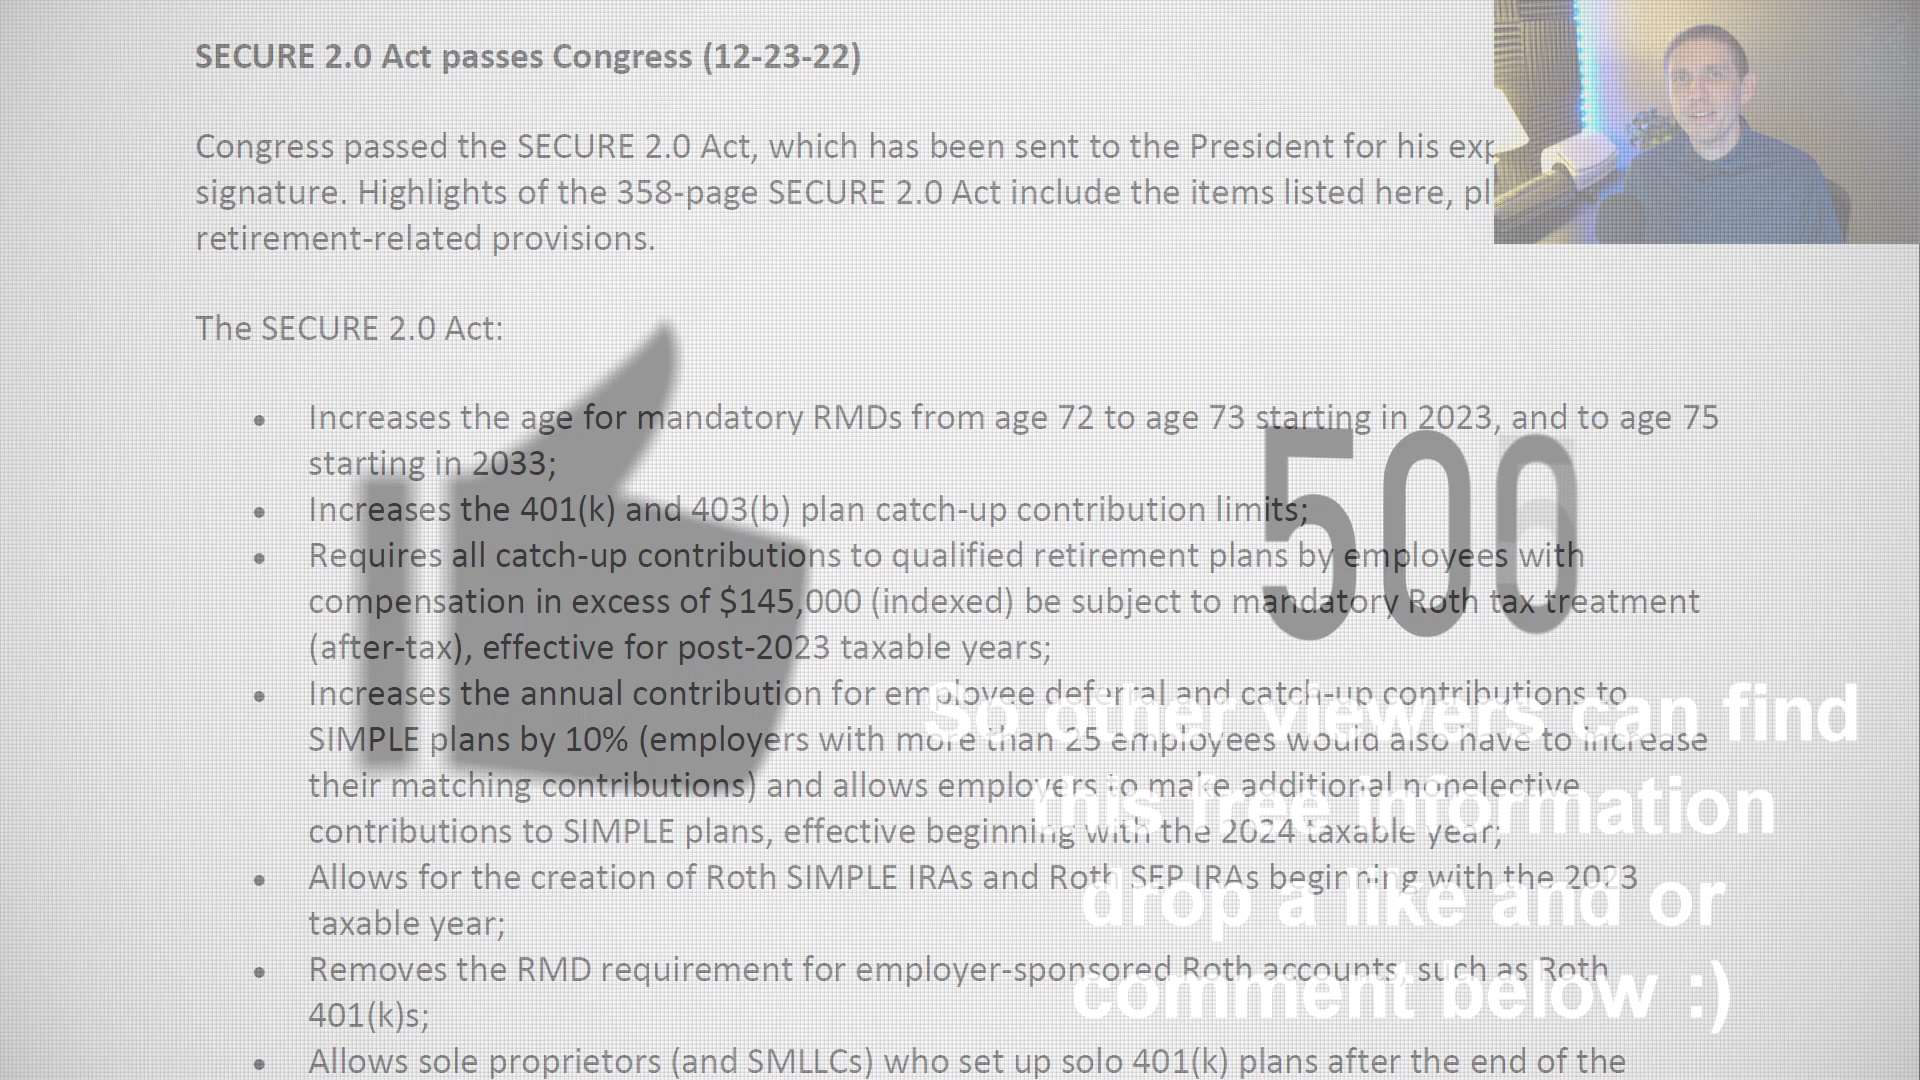 SECURE 2.0 Act passes Congress (12-23-22)
Congress passed the SECURE 2.0 Act, which has been sent to the President for his exp
signature. Highlights of the 358-page SECURE 2.0 Act include the items listed here, pl
retirement-related provisions.
The SECURE 2.0 Act:
• Increases the age for mandatory RMDs from age 72 to age 73 starting in 2023, and to age 75
starting in 2033;
• Increases the 401(k) and 403(b) plan catch-up contribution limits;
• Requires all catch-up contributions to qualified retirement plans by employees with
compensation in excess of $145,000 (indexed) be subject to mandatory Roth tax treatment
(after-tax), effective for post-2023 taxable years;
• Increases the annual contribution for employee deferral and catch-up contributions to
SIMPLE plans by 10% (employers with more than 25 employees would also have to increase
their matching contributions) and allows employers to make additional nonelective
contributions to SIMPLE plans, effective beginning with the 2024 taxable year;
• Allows for the creation of Roth SIMPLE IRAs and Roth SEP IRAs beginning with the 2023
taxable year;
• Removes the RMD requirement for employer-sponsored Roth accounts, such as Roth
401(k)s;
• Allows sole proprietors (and SMLLCs) who set up solo 401(k) plans after the end of the
500
So other viewers can find
this free information
drop a like and or
comment below :)